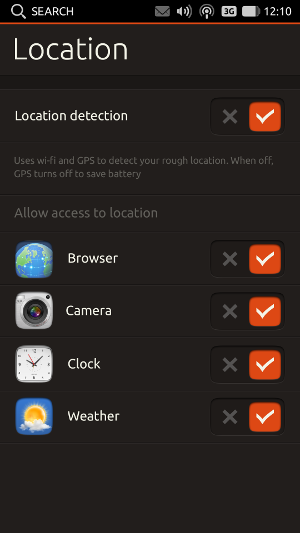 SEARCH 3G 12:10
Location
Location detection
Uses wi-fi and GPS to detect your rough location. When off,
GPS turns off to save battery
Allow access to location
Browser
Camera
Clock
Weather